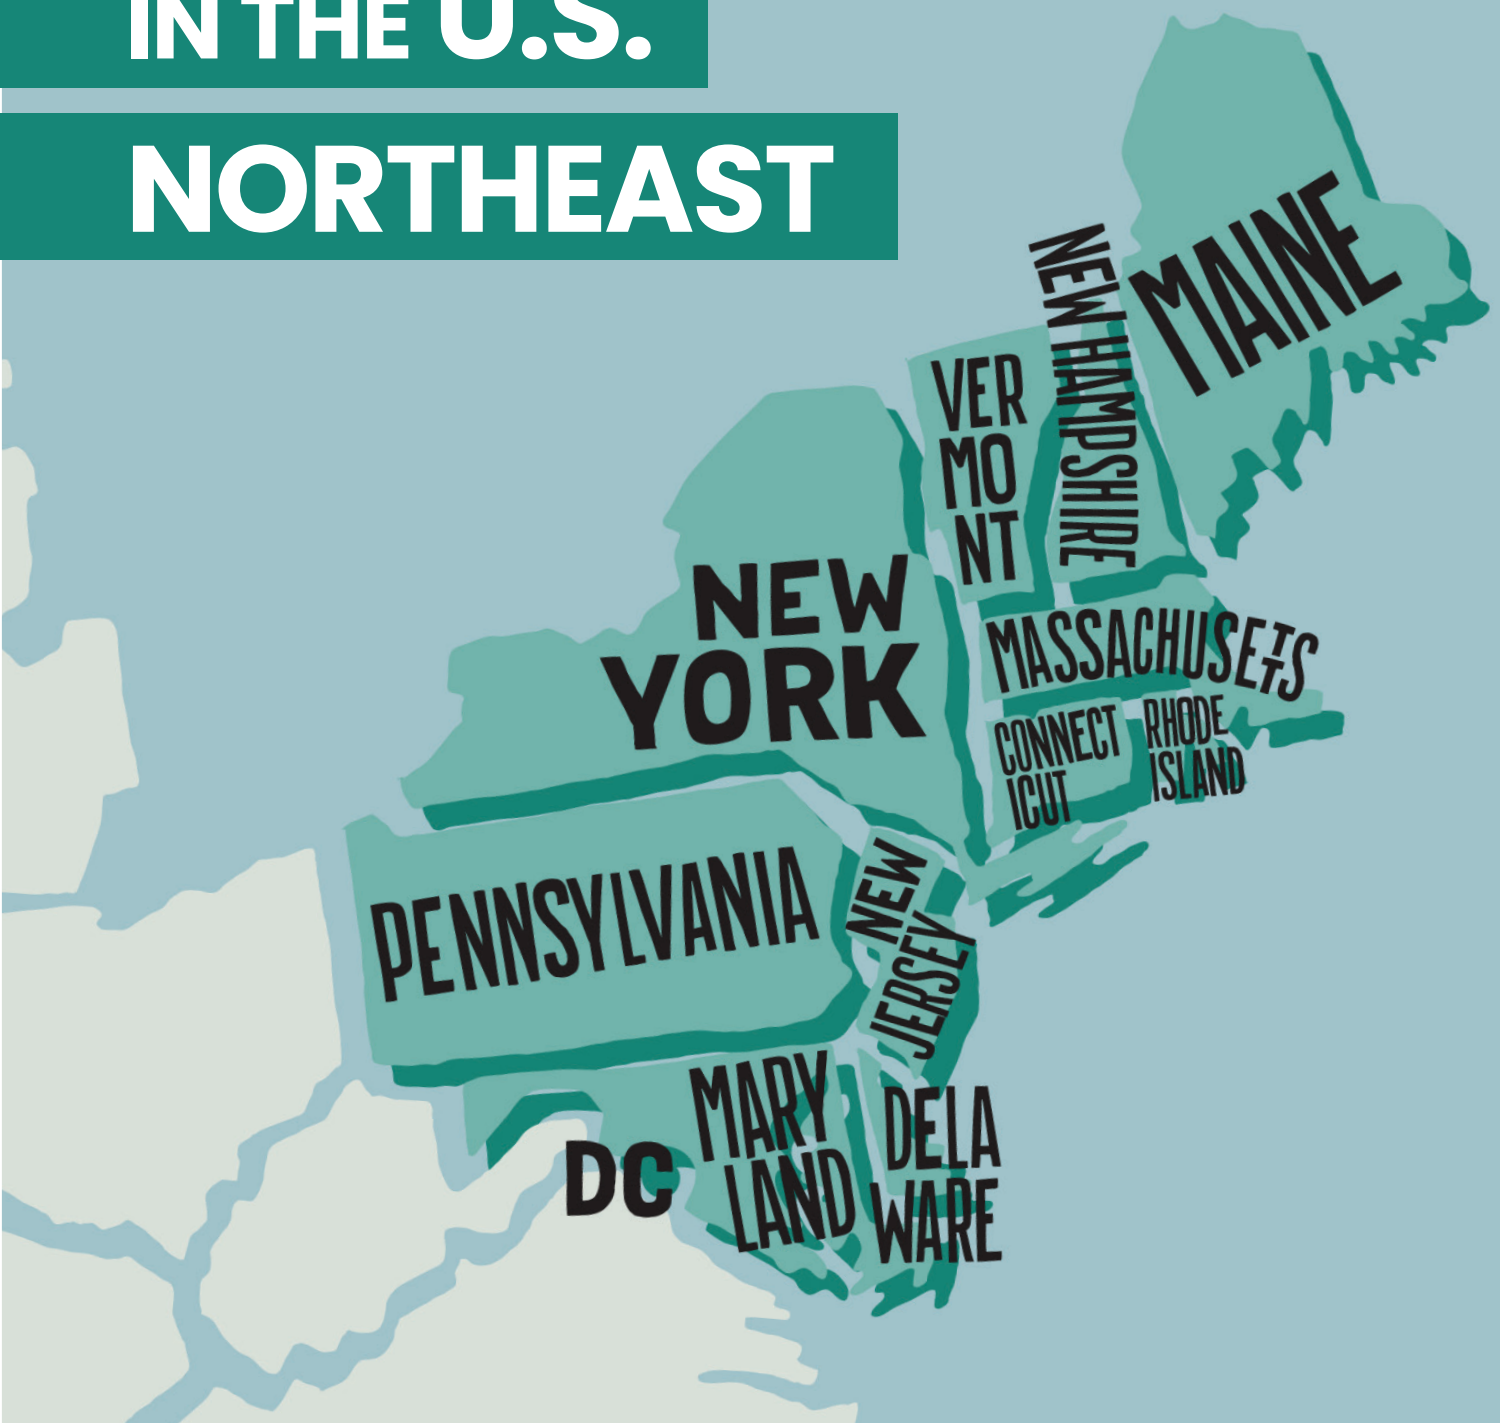 IN THE U.S.
NORTHEAST
MAINE
NEW HAMPSHIRE
VER
MO
NT
NEW
YORK
MASSACHUSETTS
CONNECT
ICUT
RHODE
ISLAND
PENNSYLVANIA
NEW
JERSEY
MARY
LAND
DC
DELA
WARE